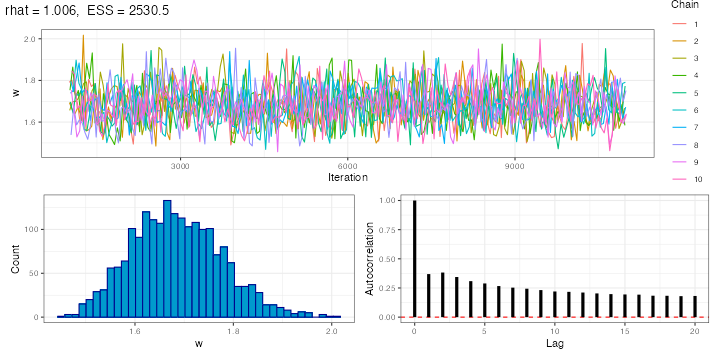 rhat = 1.006, ESS = 2530.5
Chain
1
2
3
4
5
6
7
8
9
10
2.0
1.8
1.6
w
3000 6000 9000
Iteration
100
50
0
Count
1.6 1.8 2.0
w
1.00
0.75
0.50
0.25
0.00
Autocorrelation
0 5 10 15 20
Lag